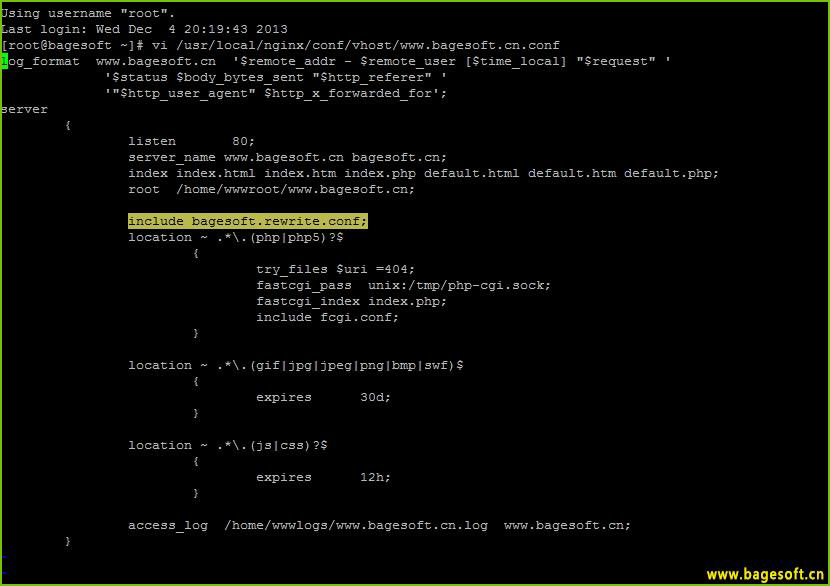 Using username "root".
Last login: Wed Dec  4 20:19:43 2013
[root@bagesoft ~]# vi /usr/local/nginx/conf/vhost/www.bagesoft.cn.conf
log_format  www.bagesoft.cn  '$remote_addr - $remote_user [$time_local] "$request" '
             '$status $body_bytes_sent "$http_referer" '
             '"$http_user_agent" $http_x_forwarded_for';
server
        {
                listen       80;
                server_name www.bagesoft.cn bagesoft.cn;
                index index.html index.htm index.php default.html default.htm default.php;
                root  /home/wwwroot/www.bagesoft.cn;
                include bagesoft.rewrite.conf;
                location ~ .*\.(php|php5)?$
                        {
                                try_files $uri =404;
                                fastcgi_pass  unix:/tmp/php-cgi.sock;
                                fastcgi_index index.php;
                                include fcgi.conf;
                        }
                location ~ .*\.(gif|jpg|jpeg|png|bmp|swf)$
                        {
                                expires      30d;
                        }
                location ~ .*\.(js|css)?$
                        {
                                expires      12h;
                        }
                access_log  /home/wwwlogs/www.bagesoft.cn.log  www.bagesoft.cn;
        }
~
~
www.bagesoft.cn